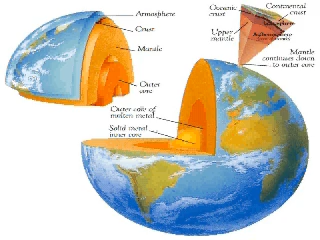 Atmosphere
Crust
Mantle
Outer
core
Oceanic
crust
Continental
crust
Upper
mantle
Mantle
continues down
to outer core
Outer core of
molten metal
Solid metal
inner core